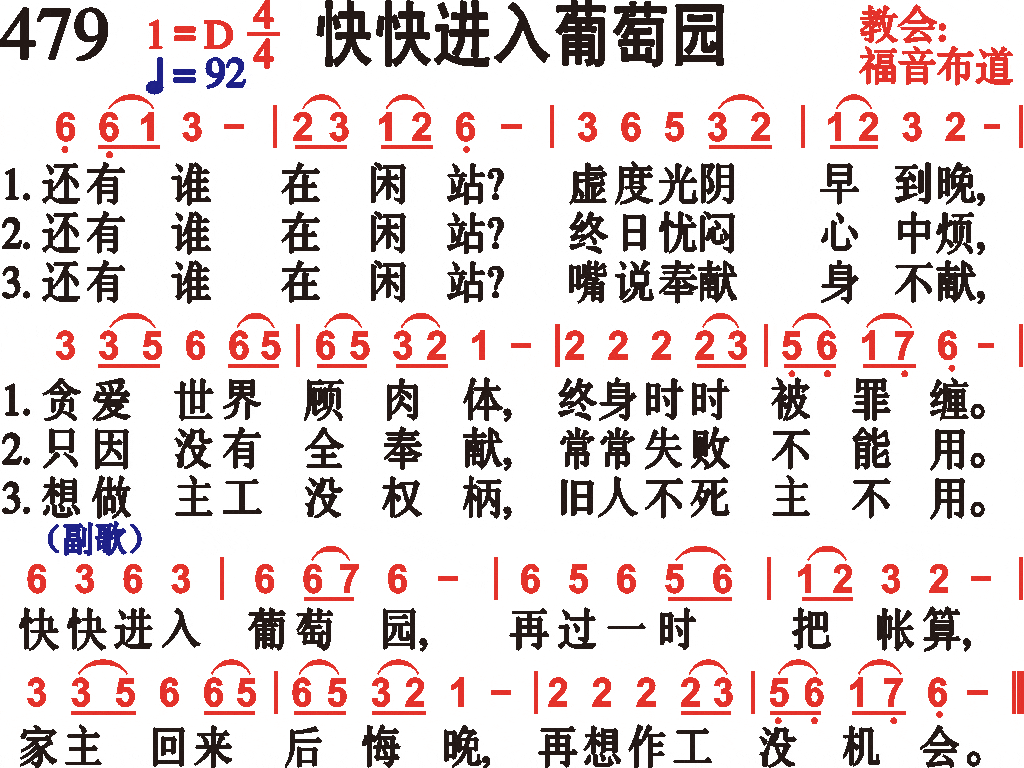 479 1=D 4/4 快快进入葡萄园 教会:
♩=92 福音布道
6 6 1 3 - | 2 3 1 2 6 - | 3 6 5 3 2 | 1 2 3 2 - |
1.还有 谁 在 闲 站? 虚度光阴 早 到晚,
2.还有 谁 在 闲 站? 终日忧闷 心 中烦,
3.还有 谁 在 闲 站? 嘴说奉献 身 不献,
3 3 5 6 6 5 | 6 5 3 2 1 - | 2 2 2 2 3 | 5 6 1 7 6 - |
1.贪爱 世界 顾 肉 体, 终身时时 被 罪 缠。
2.只因 没有 全 奉 献, 常常失败 不 能 用。
3.想做 主工 没 权 柄, 旧人不死 主 不 用。
(副歌)
6 3 6 3 | 6 6 7 6 - | 6 5 6 5 6 | 1 2 3 2 - |
快快进入 葡萄 园, 再过一时 把 帐算,
3 3 5 6 6 5 | 6 5 3 2 1 - | 2 2 2 2 3 | 5 6 1 7 6 - ‖
家主 回来 后 悔 晚, 再想作工 没 机 会。